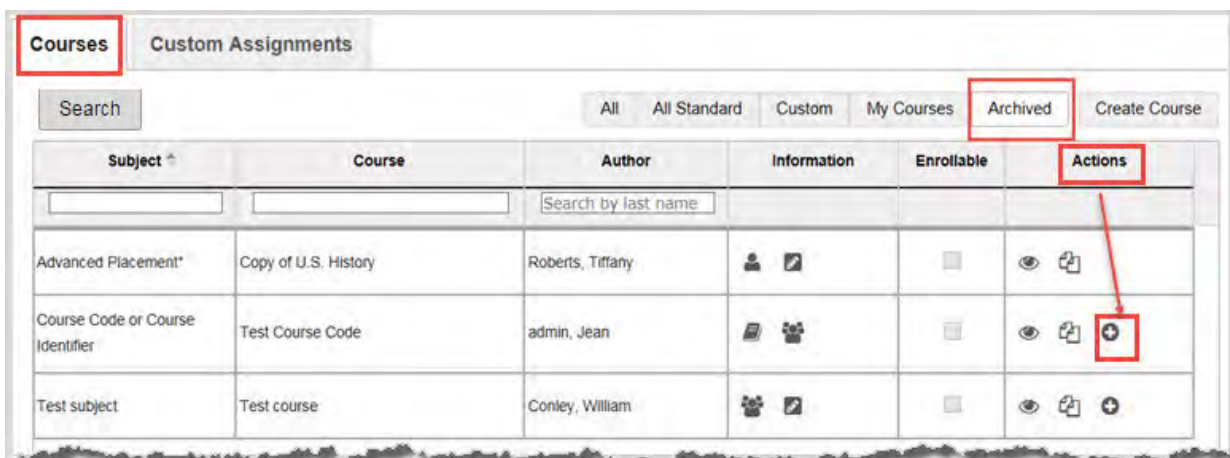 Courses Custom Assignments
Search All All Standard Custom My Courses Archived Create Course
Subject Course Author Information Enrollable Actions
Search by last name
Advanced Placement* Copy of U.S. History Roberts, Tiffany
Course Code or Course
Identifier Test Course Code admin, Jean
Test subject Test course Conley, William